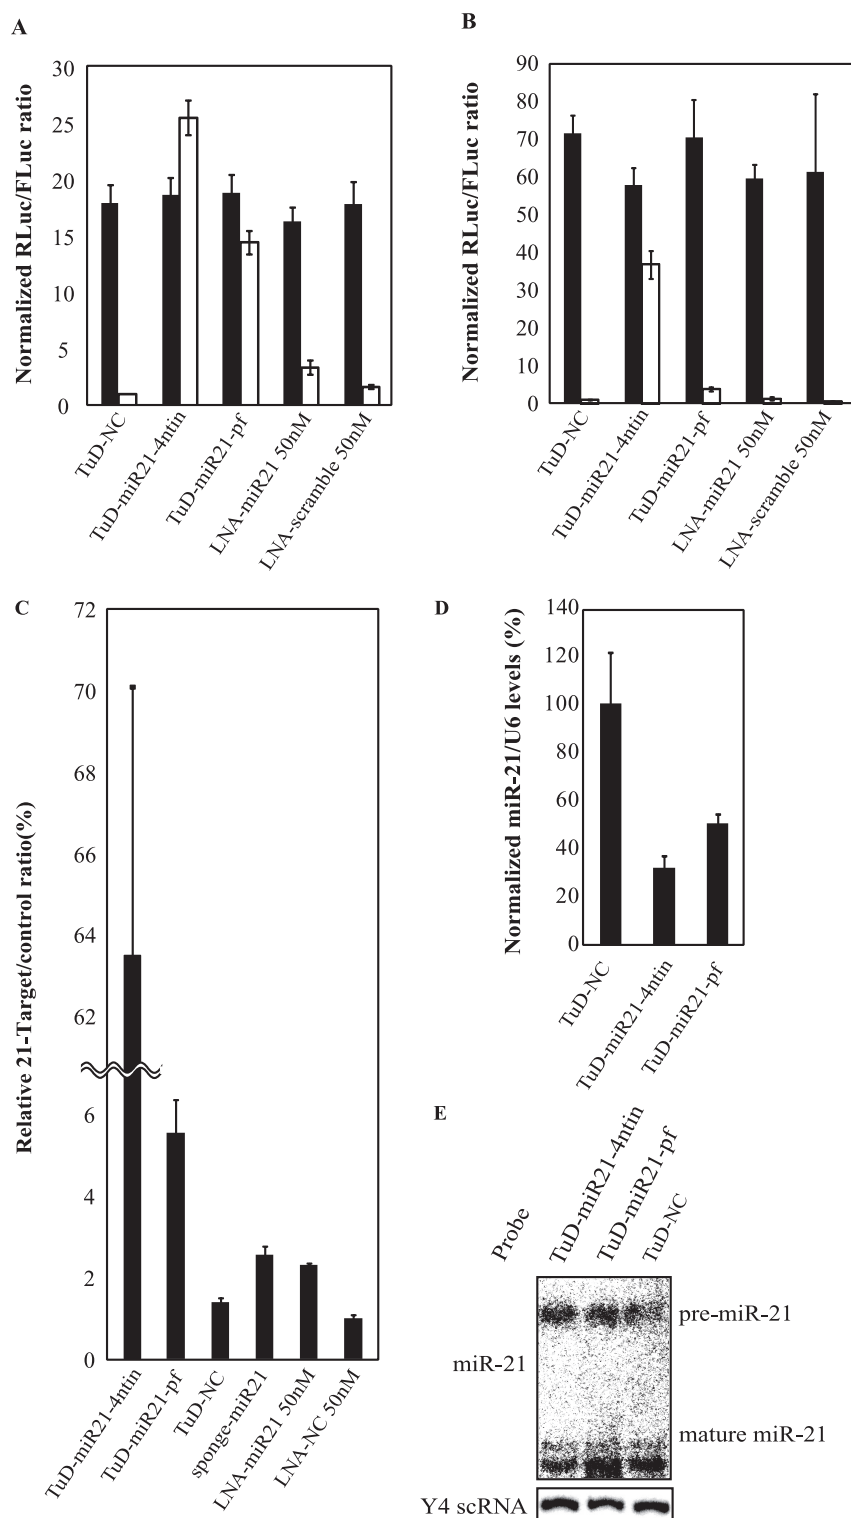 A
Normalized RLuc/FLuc ratio
30
25
20
15
10
5
0
TuD-NC
TuD-miR21-4ntin
TuD-miR21-pf
LNA-miR21 50nM
LNA-scramble 50nM
B
Normalized RLuc/FLuc ratio
90
80
70
60
50
40
30
20
10
0
TuD-NC
TuD-miR21-4ntin
TuD-miR21-pf
LNA-miR21 50nM
LNA-scramble 50nM
C
Relative 21-Target/control ratio(%)
72
70
68
66
64
62
6
4
2
0
TuD-miR21-4ntin
TuD-miR21-pf
TuD-NC
sponge-miR21
LNA-miR21 50nM
LNA-NC 50nM
D
Normalized miR-21/U6 levels (%)
140
120
100
80
60
40
20
0
TuD-NC
TuD-miR21-4ntin
TuD-miR21-pf
E
Probe
TuD-miR21-4ntin
TuD-miR21-pf
TuD-NC
pre-miR-21
miR-21
mature miR-21
Y4 scRNA